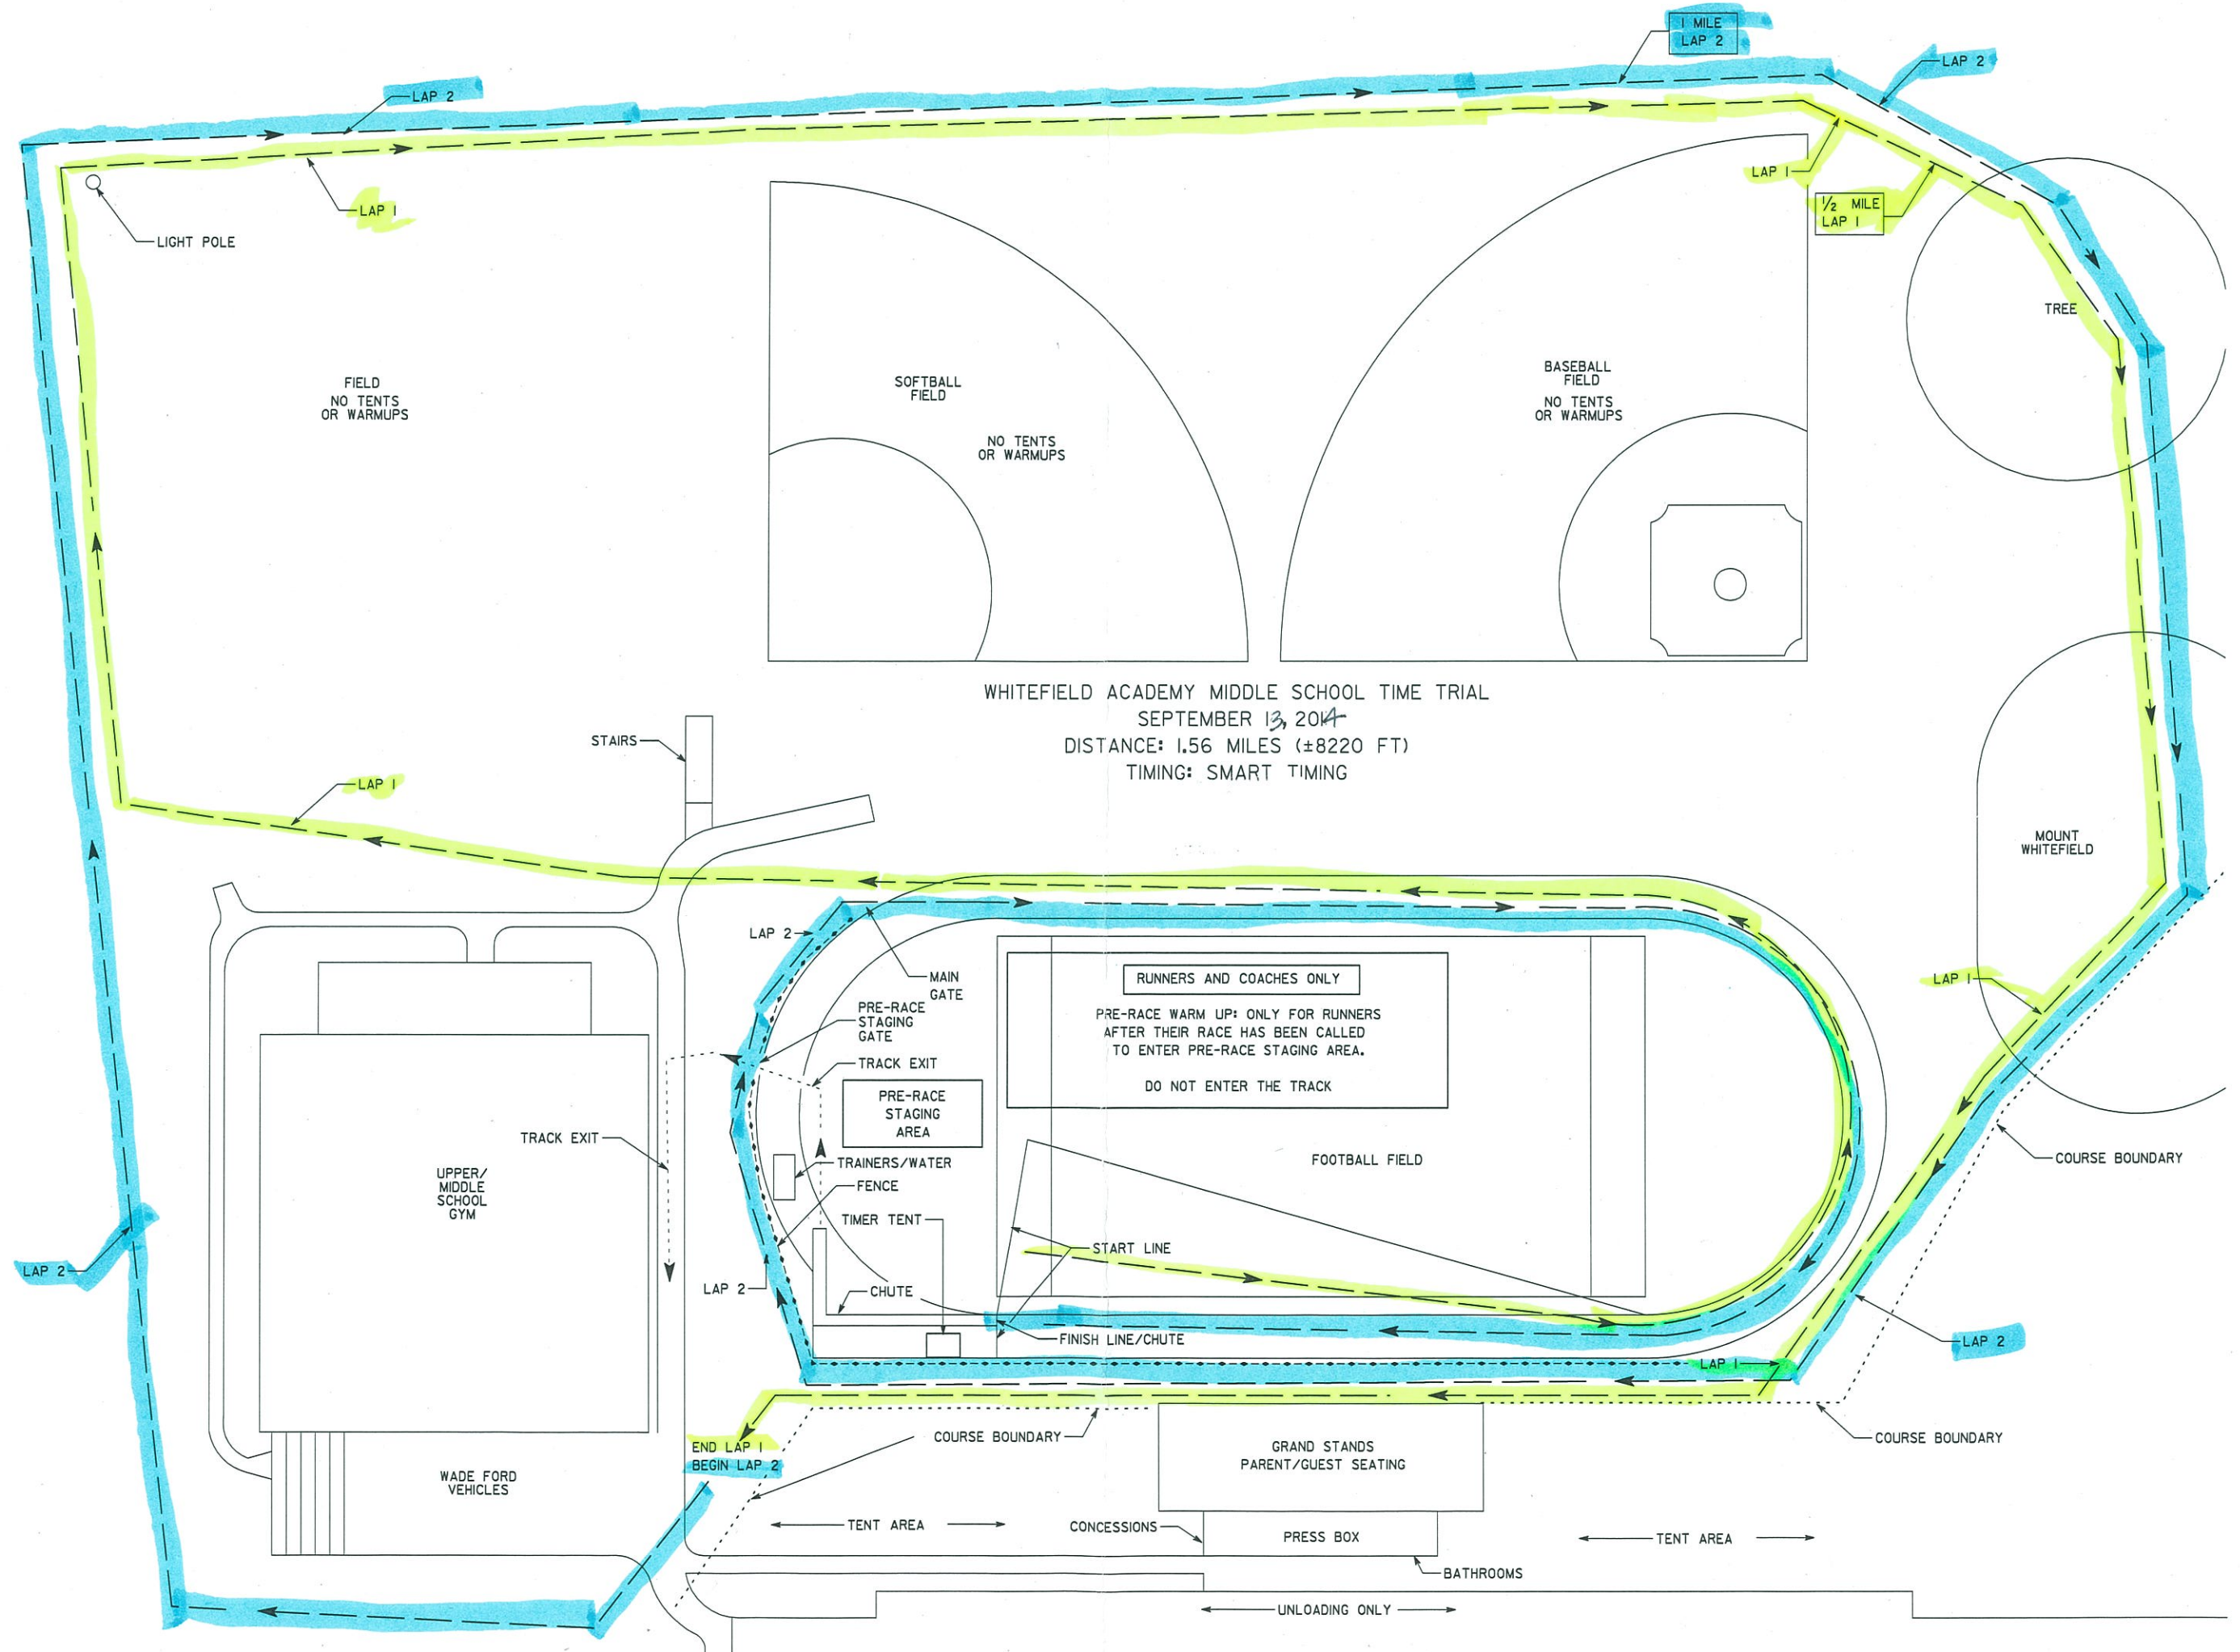 1 MILE
LAP 2
LAP 2
LAP 2
LAP 1
LIGHT POLE
LAP 1
1/2 MILE
LAP 1
TREE
FIELD
NO TENTS
OR WARMUPS
SOFTBALL
FIELD
NO TENTS
OR WARMUPS
BASEBALL
FIELD
NO TENTS
OR WARMUPS
WHITEFIELD ACADEMY MIDDLE SCHOOL TIME TRIAL
SEPTEMBER 13, 2014
DISTANCE: 1.56 MILES (±8220 FT)
TIMING: SMART TIMING
STAIRS
LAP 1
MOUNT
WHITEFIELD
LAP 2
MAIN
GATE
PRE-RACE
STAGING
GATE
TRACK EXIT
PRE-RACE
STAGING
AREA
RUNNERS AND COACHES ONLY
PRE-RACE WARM UP: ONLY FOR RUNNERS
AFTER THEIR RACE HAS BEEN CALLED
TO ENTER PRE-RACE STAGING AREA.
DO NOT ENTER THE TRACK
LAP 1
TRACK EXIT
UPPER/
MIDDLE
SCHOOL
GYM
TRAINERS/WATER
FENCE
TIMER TENT
FOOTBALL FIELD
COURSE BOUNDARY
START LINE
LAP 2
LAP 2
CHUTE
FINISH LINE/CHUTE
LAP 2
LAP 1
END LAP 1
BEGIN LAP 2
COURSE BOUNDARY
GRAND STANDS
PARENT/GUEST SEATING
COURSE BOUNDARY
WADE FORD
VEHICLES
TENT AREA
CONCESSIONS
PRESS BOX
TENT AREA
BATHROOMS
UNLOADING ONLY